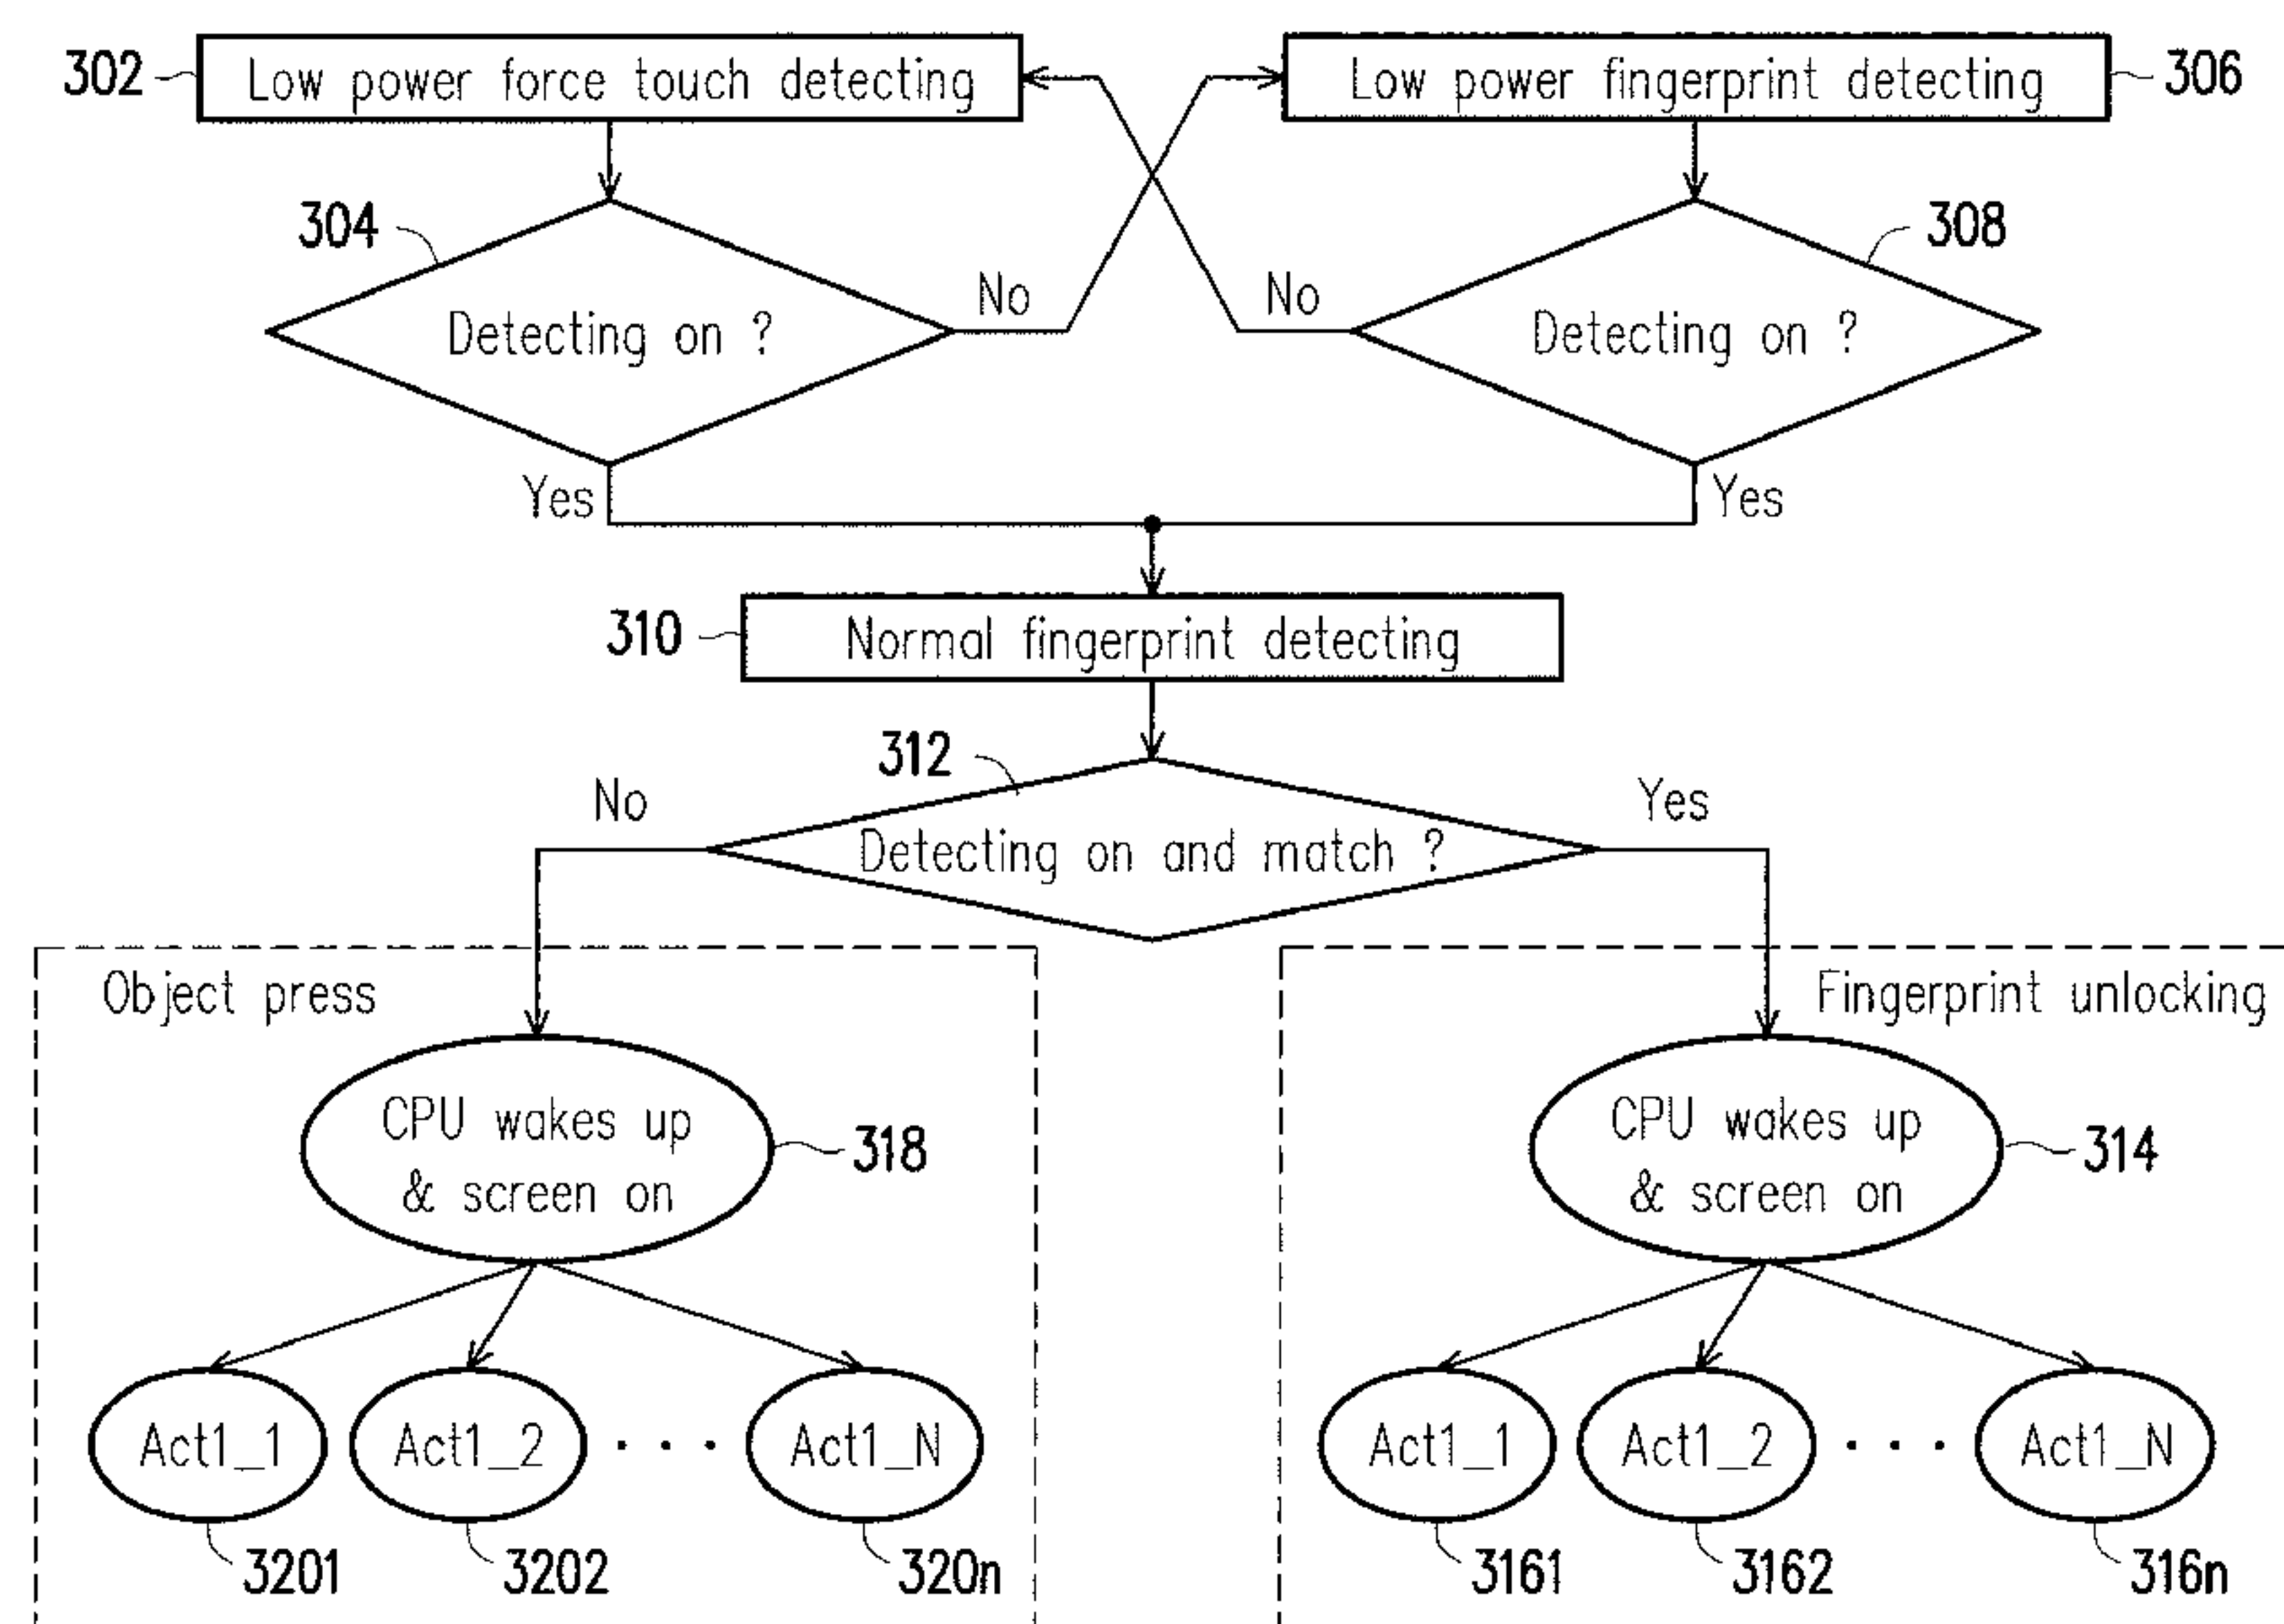 302
Low power force touch detecting
Low power fingerprint detecting
306
304
308
Detecting on ?
No
No
Detecting on ?
Yes
Yes
310
Normal fingerprint detecting
312
No
Yes
Detecting on and match ?
Object press
Fingerprint unlocking
CPU wakes up
& screen on
318
CPU wakes up
& screen on
314
Act1_1
Act1_2
. . .
Act1_N
Act1_1
Act1_2
. . .
Act1_N
3201
3202
320n
3161
3162
316n